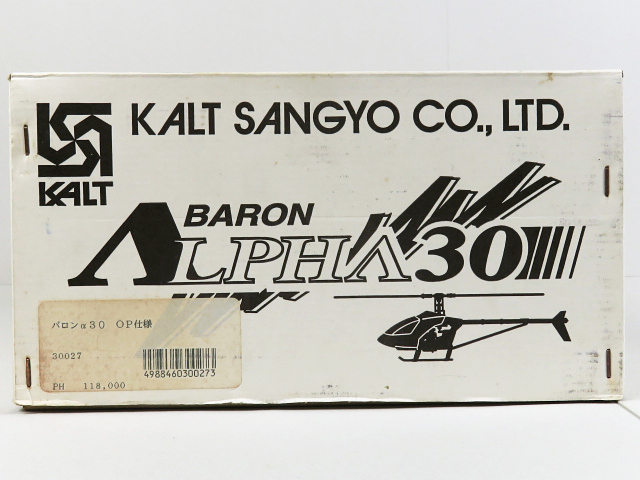 KALT SANGYO CO., LTD.
KALT
BARON
ALPHA 30
バロンα30 OP仕様
30027
4988460300273
PH 118,000